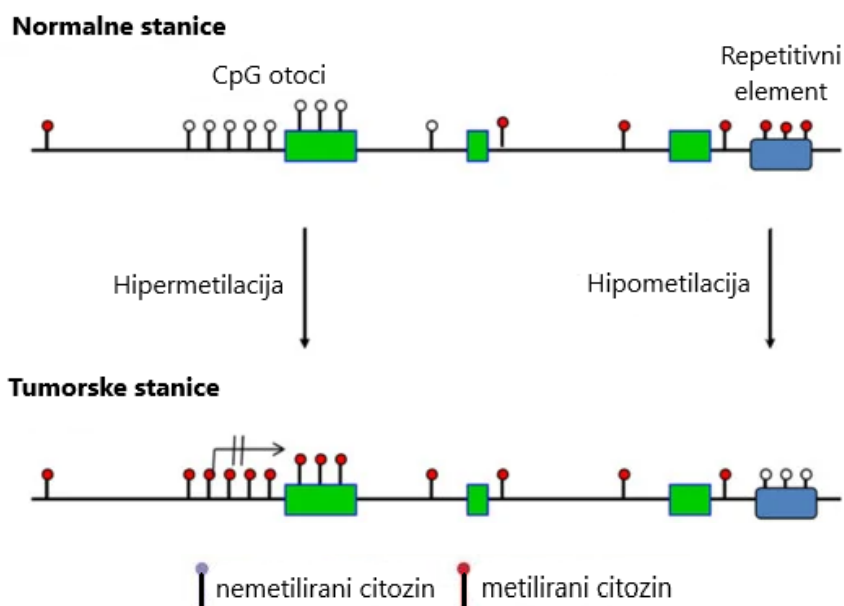 Normalne stanice
CpG otoci
Repetitivni
element
Hipermetilacija
Hipometilacija
Tumorske stanice
nemetilirani citozin
metilirani citozin